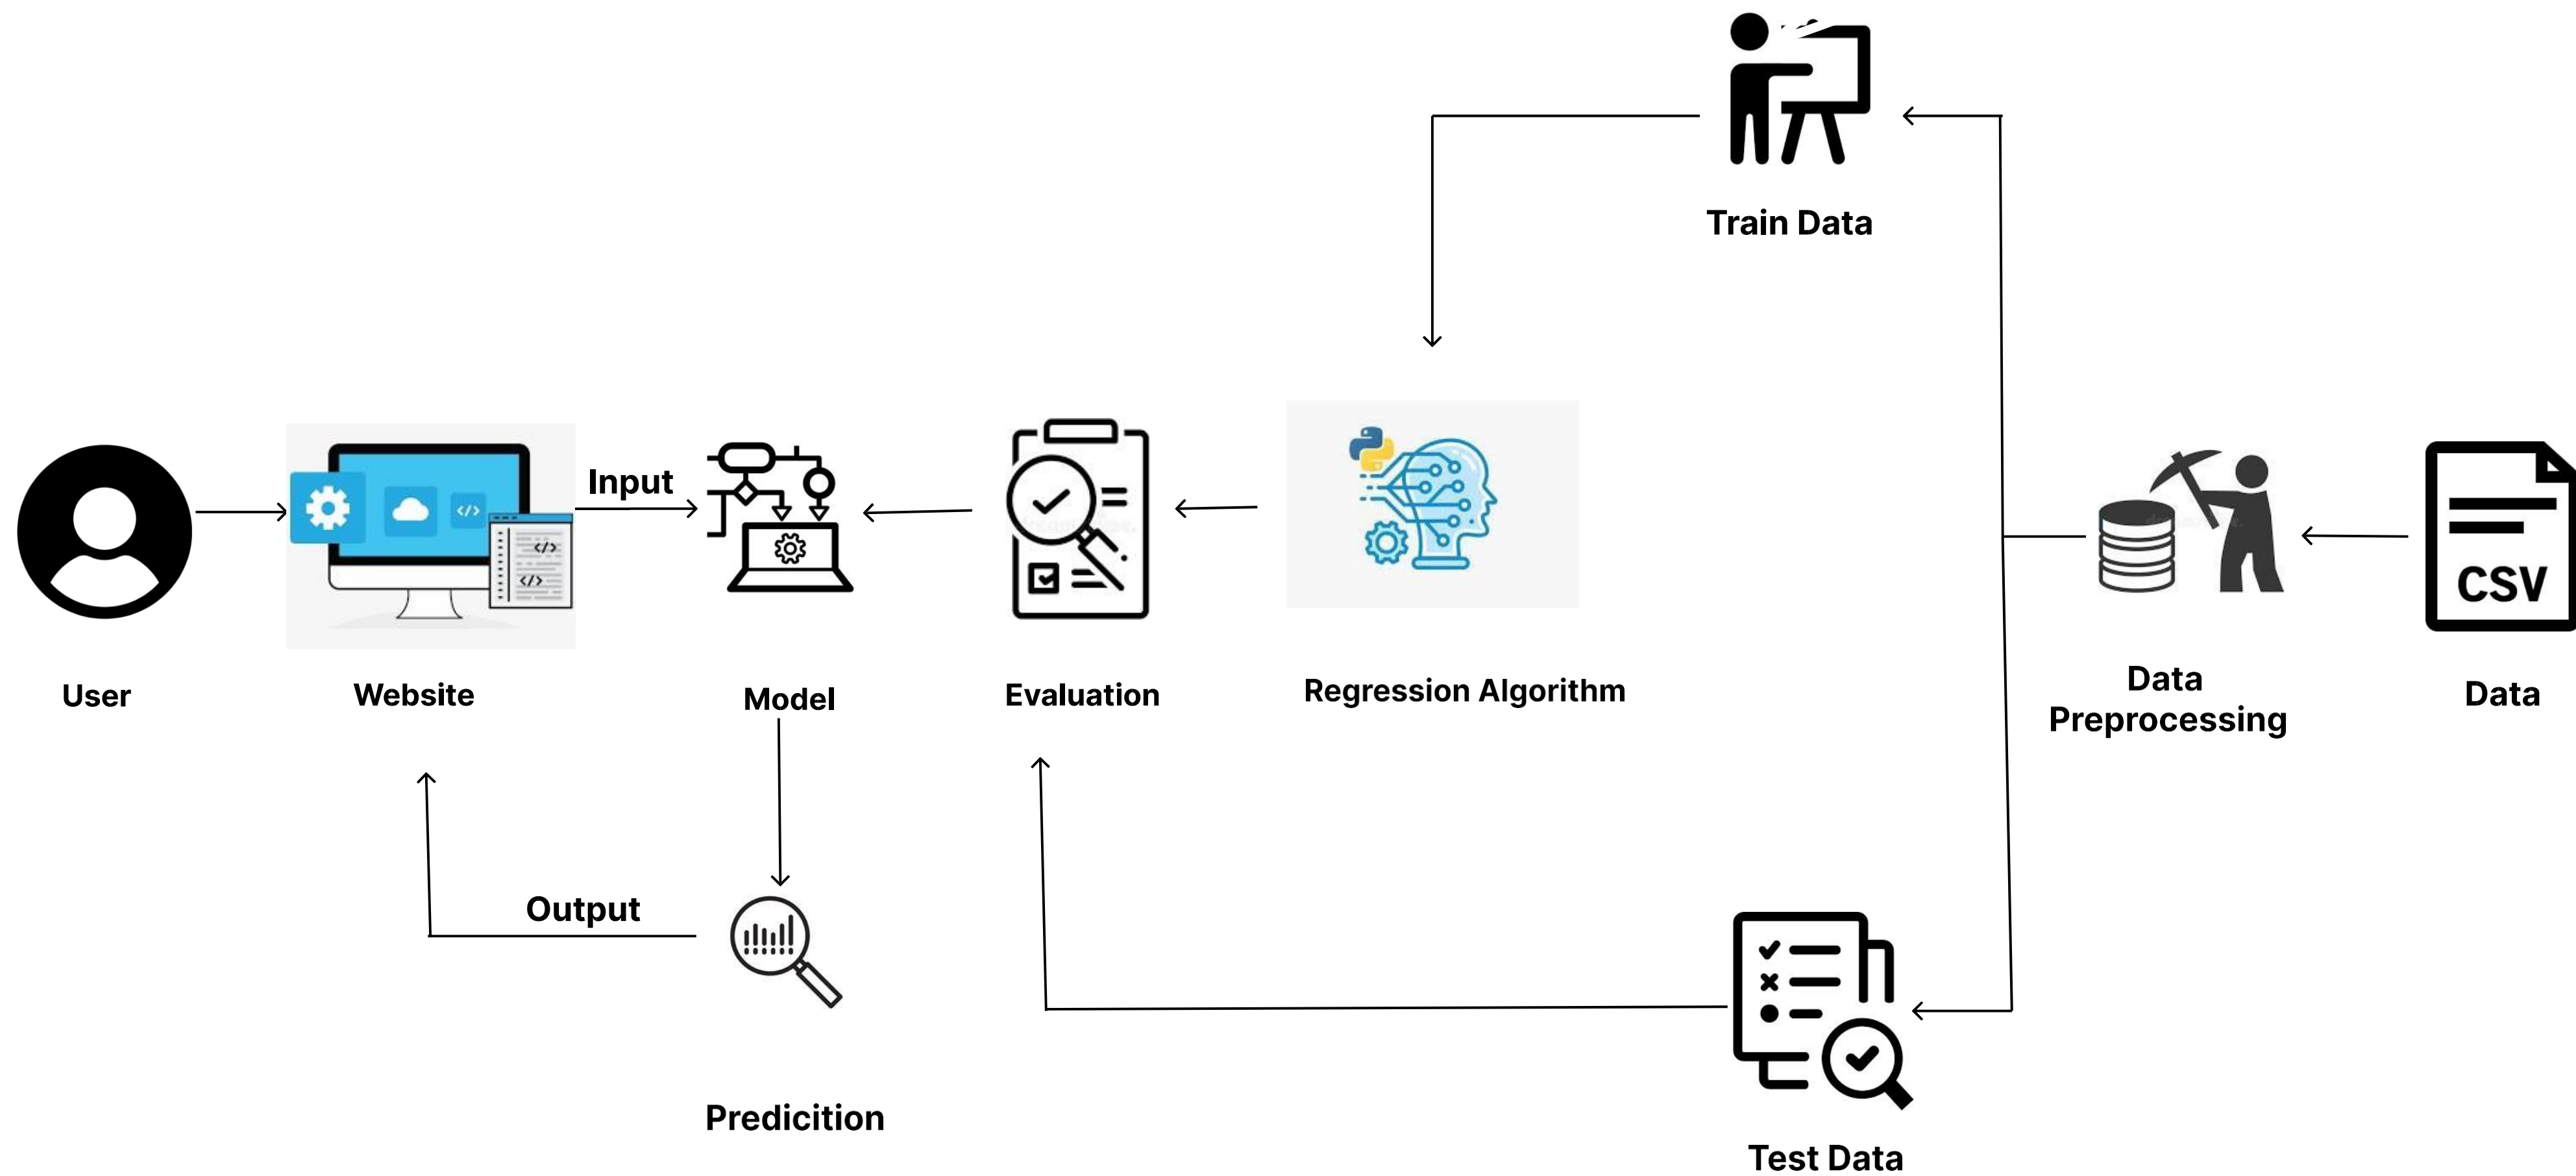 Train Data
Input
</>
</>
</>
CSV
User
Website
Model
Evaluation
Regression Algorithm
Data
Preprocessing
Data
Output
Predicition
Test Data